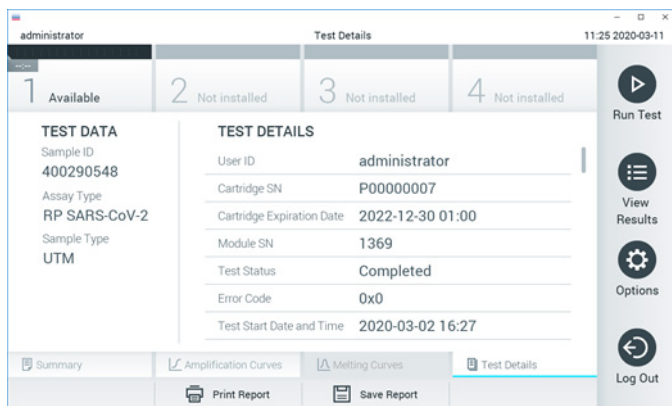 administrator Test Details 11:25 2020-03-11
--:--
1 Available 2 Not installed 3 Not installed 4 Not installed
Run Test
TEST DATA
Sample ID
400290548
Assay Type
RP SARS-CoV-2
Sample Type
UTM
TEST DETAILS
User ID administrator
Cartridge SN P00000007
Cartridge Expiration Date 2022-12-30 01:00
Module SN 1369
Test Status Completed
Error Code 0x0
Test Start Date and Time 2020-03-02 16:27
View
Results
Options
Log Out
Summary Amplification Curves Melting Curves Test Details
Print Report Save Report